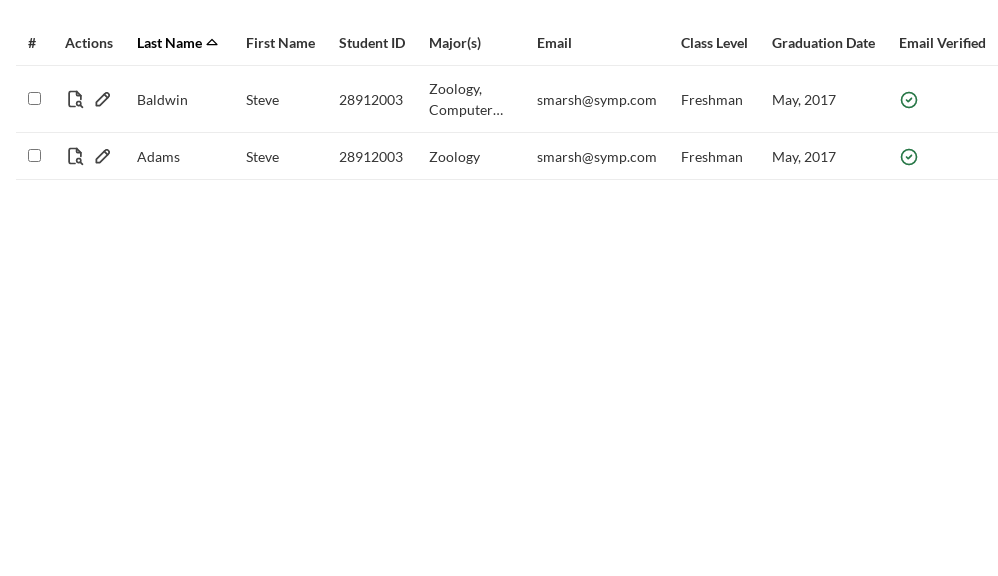 # Actions Last Name First Name Student ID Major(s) Email Class Level Graduation Date Email Verified
Baldwin Steve 28912003 Zoology, Computer... smarsh@symp.com Freshman May, 2017
Adams Steve 28912003 Zoology smarsh@symp.com Freshman May, 2017